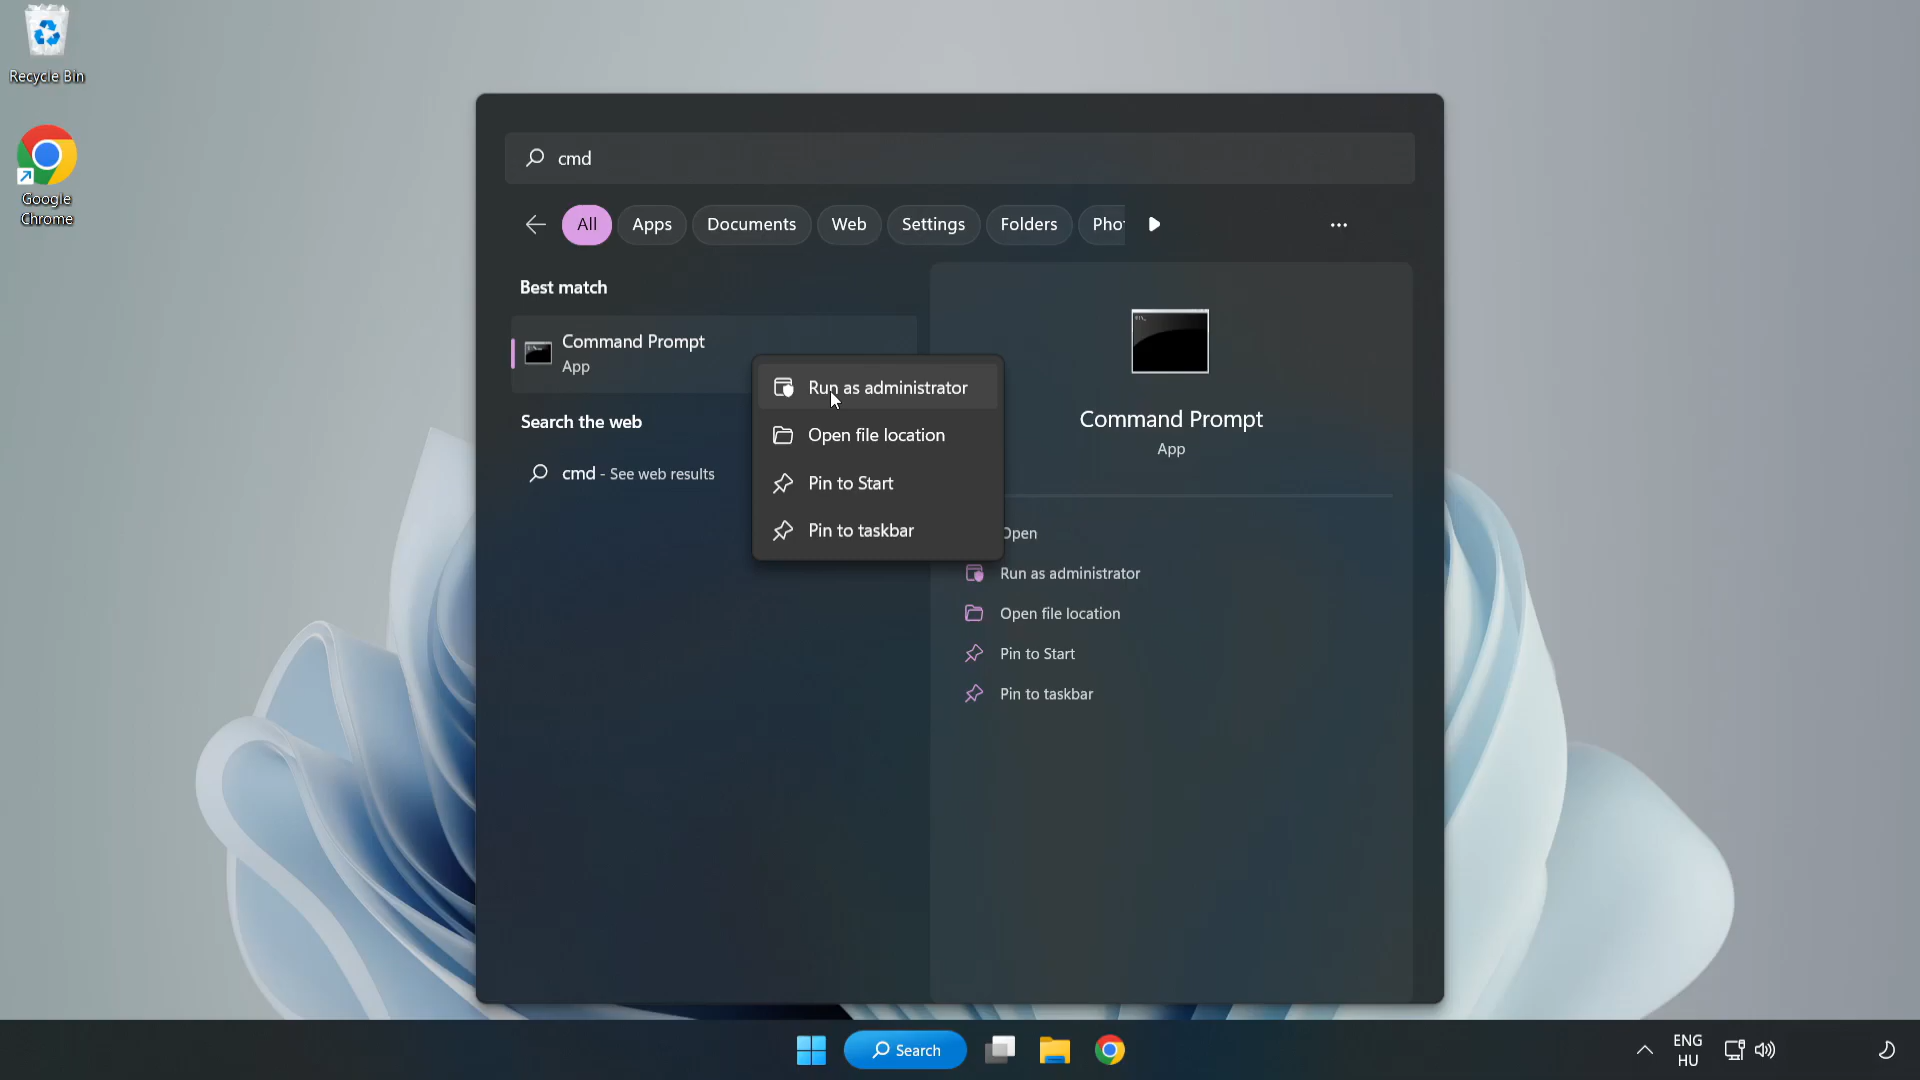 Recycle Bin
Google
Chrome
cmd
All
Apps
Documents
Web
Settings
Folders
Pho
Best match
Command Prompt
App
Search the web
cmd - See web results
Run as administrator
Open file location
Pin to Start
Pin to taskbar
Command Prompt
App
Open
Run as administrator
Open file location
Pin to Start
Pin to taskbar
Search
ENG
HU